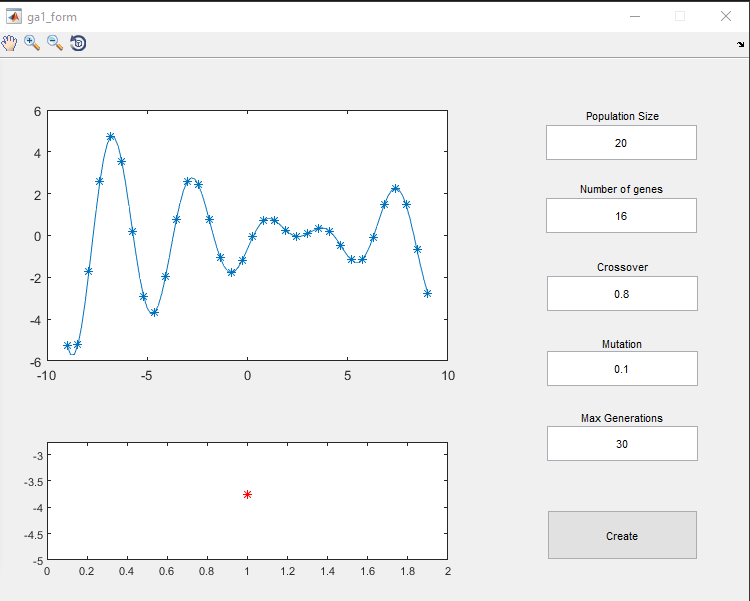 ga1_form
6
4
2
0
-2
-4
-6
-10 -5 0 5 10
-3
-3.5
-4
-4.5
-5
0 0.2 0.4 0.6 0.8 1 1.2 1.4 1.6 1.8 2
Population Size
20
Number of genes
16
Crossover
0.8
Mutation
0.1
Max Generations
30
Create